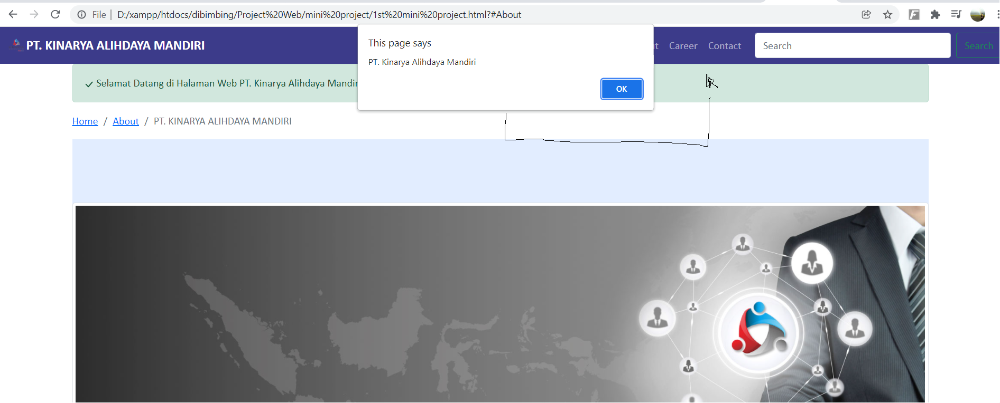 File | D:/xampp/htdocs/dibimbing/Project%20Web/mini%20project/1st%20mini%20project.html?#About
PT. KINARYA ALIHDAYA MANDIRI
Career Contact Search Search
This page says
PT. Kinarya Alihdaya Mandiri
OK
✓ Selamat Datang di Halaman Web PT. Kinarya Alihdaya
Home / About / PT. KINARYA ALIHDAYA MANDIRI